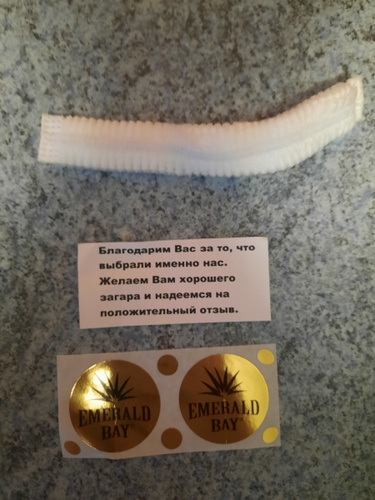 Благодарим Вас за то, что
выбрали именно нас.
Желаем Вам хорошего
загара и надеемся на
положительный отзыв.
EMERALD
BAY
EMERALD
BAY